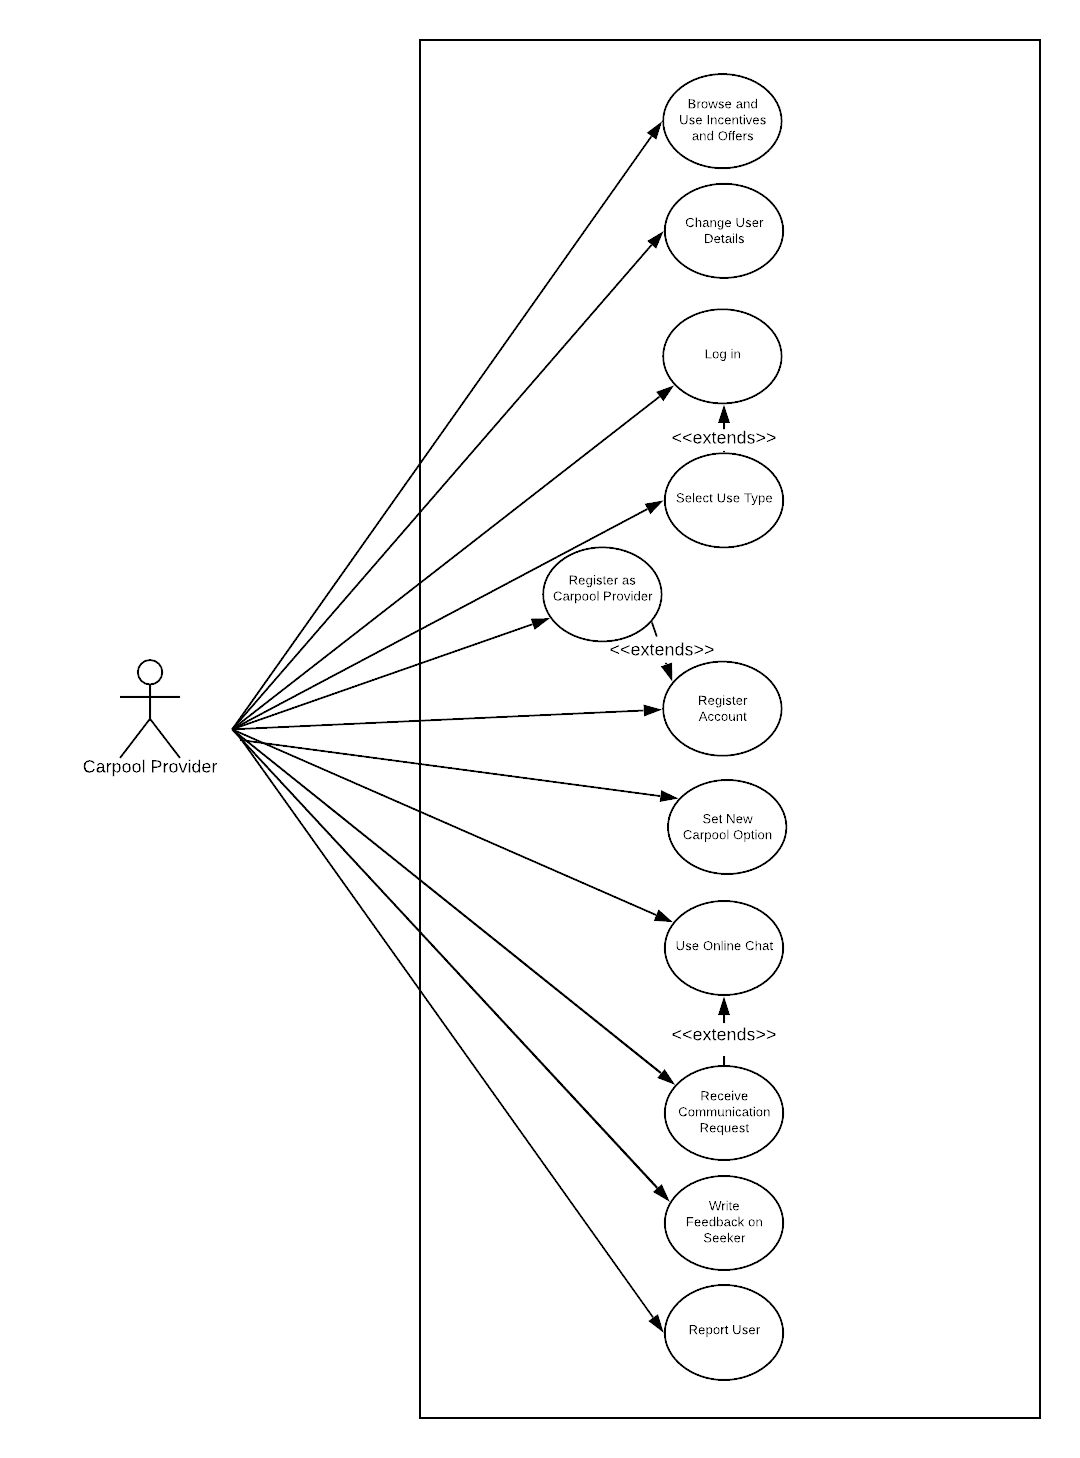 Browse and
Use Incentives
and Offers
Change User
Details
Log in
<<extends>>
Select Use Type
Register as
Carpool Provider
<<extends>>
Register
Account
Carpool Provider
Set New
Carpool Option
Use Online Chat
<<extends>>
Receive
Communication
Request
Write
Feedback on
Seeker
Report User